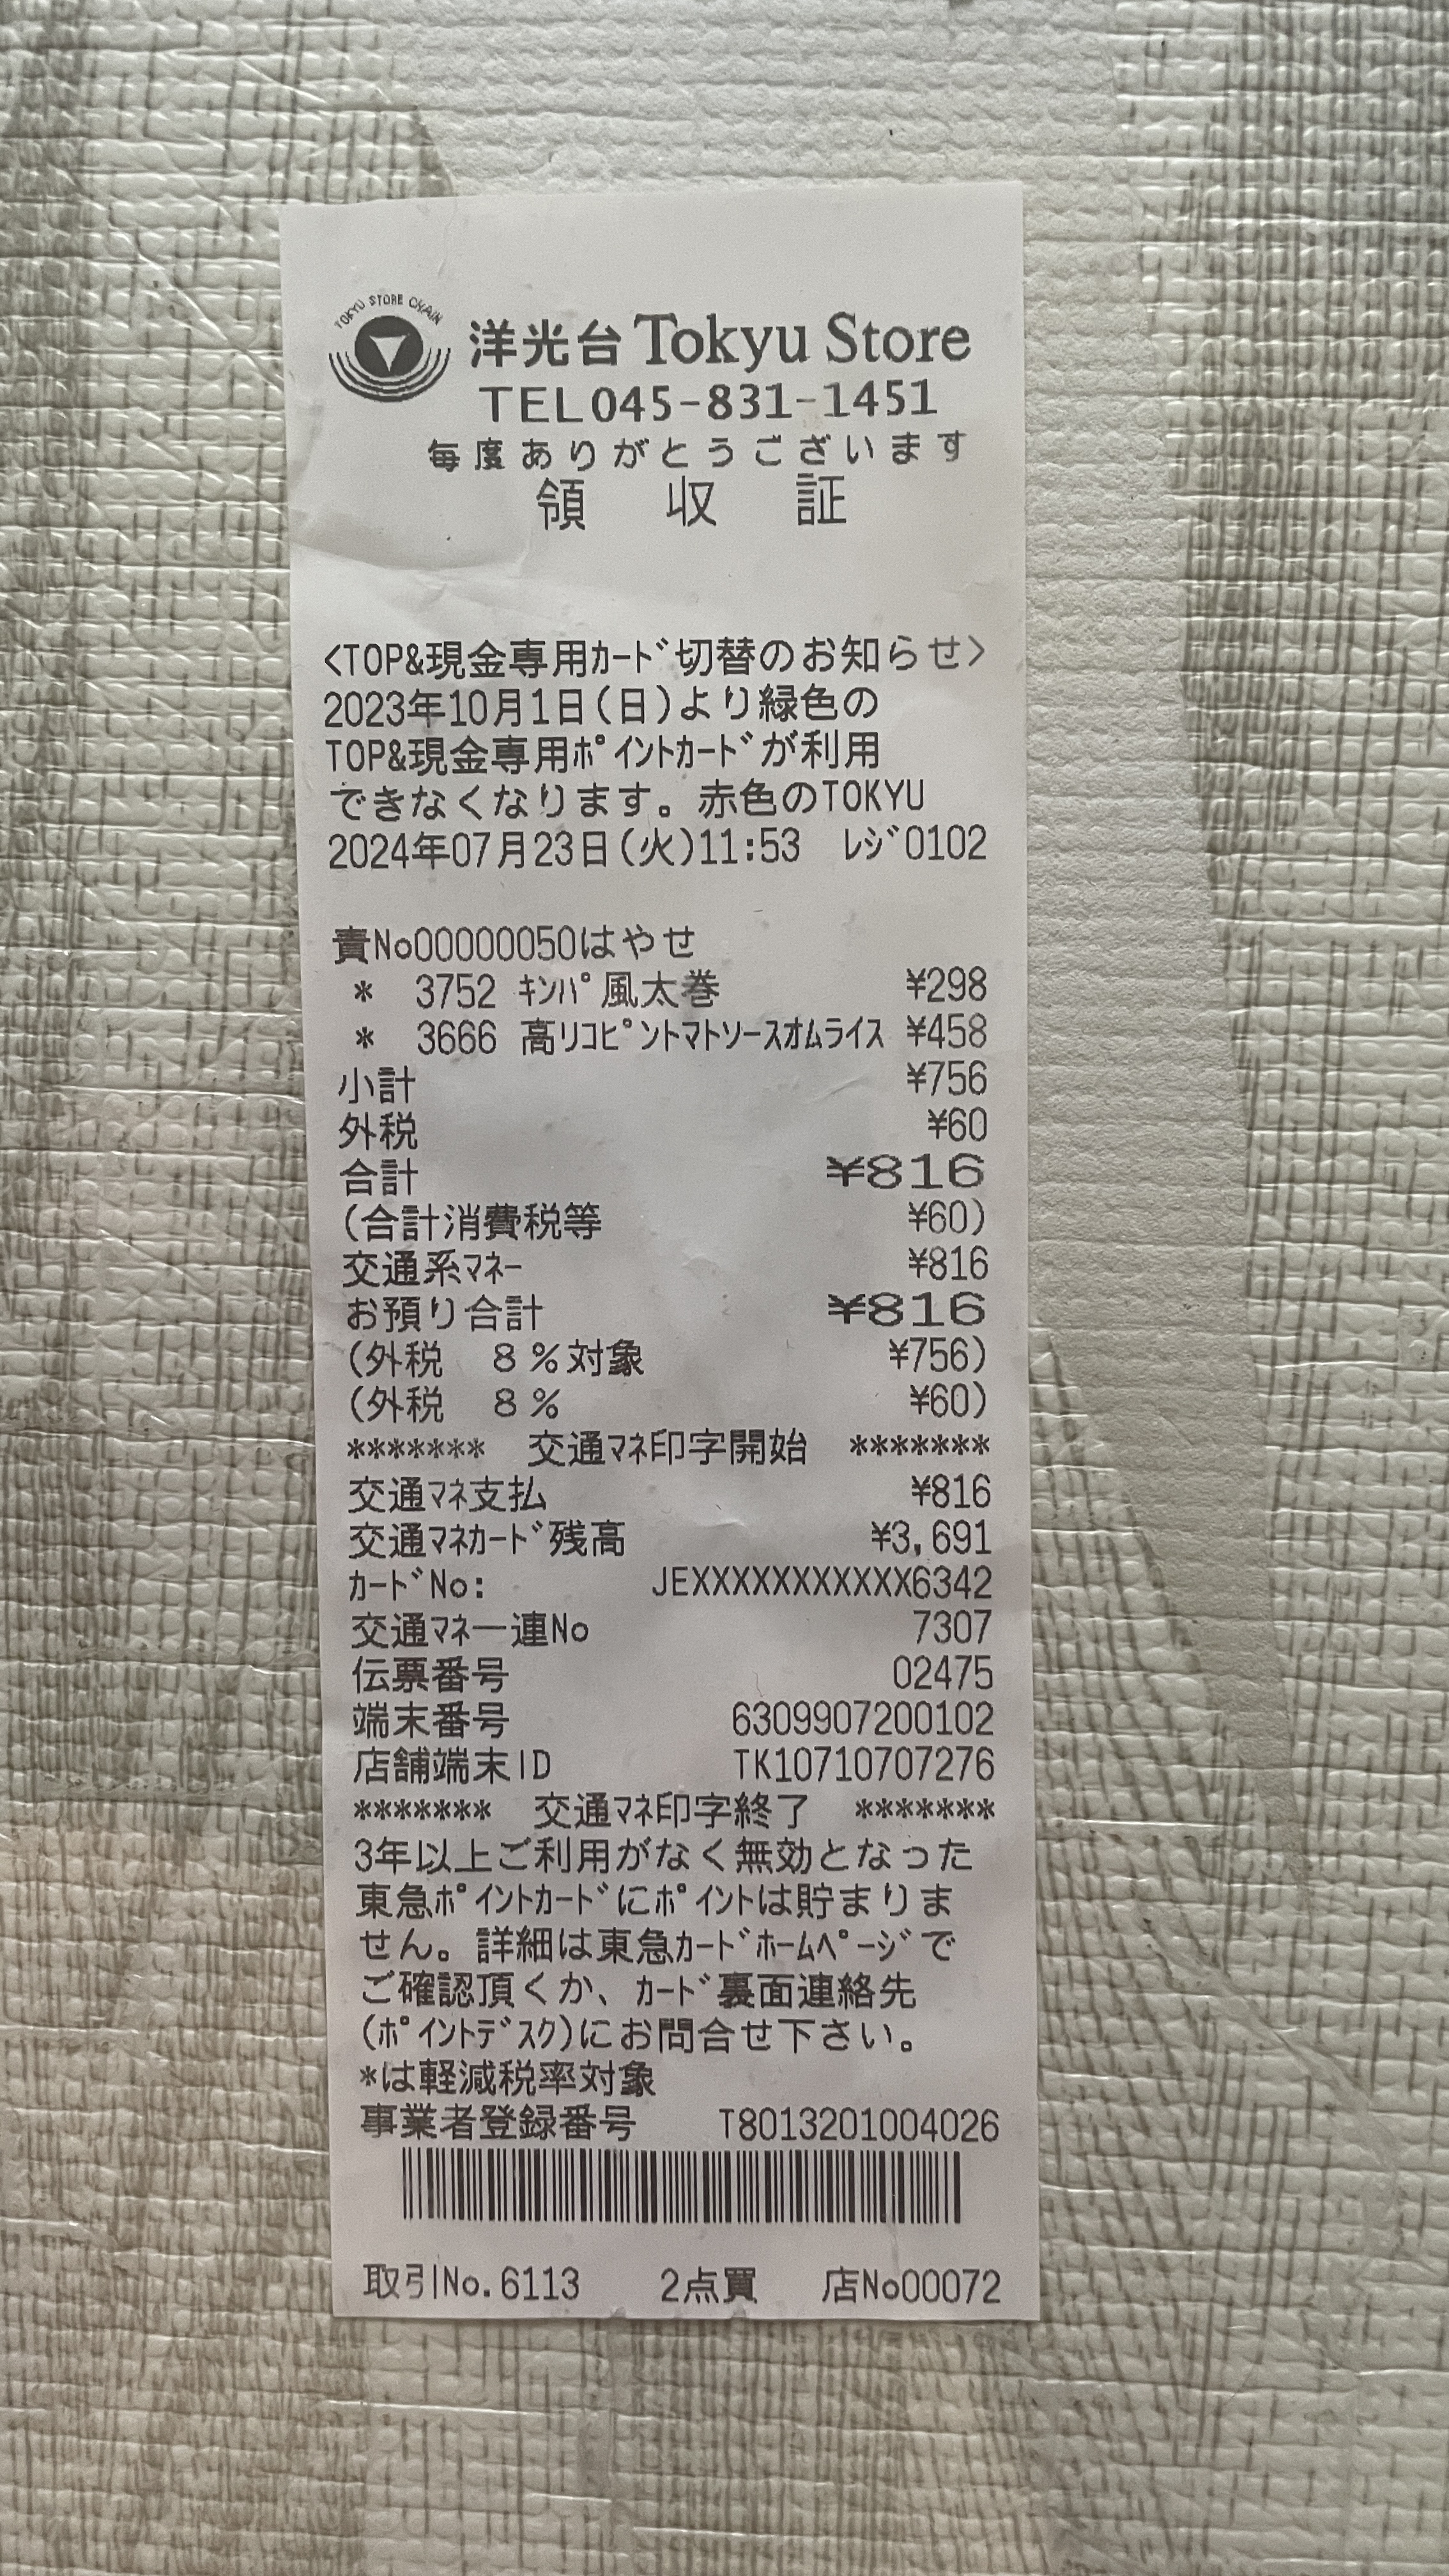 TOKYU STORE CHAIN
洋光台 Tokyu Store
TEL045-831-1451
毎度ありがとうございます
領 収 証
<TOP&現金専用ｶｰﾄﾞ切替のお知らせ>
2023年10月1日(日)より緑色の
TOP&現金専用ﾎﾟｲﾝﾄｶｰﾄﾞが利用
できなくなります。赤色のTOKYU
2024年07月23日(火)11:53 ﾚｼﾞ0102
責No00000050はやせ
* 3752 ｷﾝﾊﾟ風太巻 ¥298
* 3666 高ﾘｺﾋﾟﾝﾄﾏﾄｿｰｽｵﾑﾗｲｽ ¥458
小計 ¥756
外税 ¥60
合計 ¥816
(合計消費税等 ¥60)
交通系ﾏﾈｰ ¥816
お預り合計 ¥816
(外税 8%対象 ¥756)
(外税 8% ¥60)
******* 交通ﾏﾈ印字開始 *******
交通ﾏﾈ支払 ¥816
交通ﾏﾈｶｰﾄﾞ残高 ¥3,691
ｶｰﾄﾞNo: JEXXXXXXXXXXX6342
交通ﾏﾈ一連No 7307
伝票番号 02475
端末番号 6309907200102
店舗端末ID TK10710707276
******* 交通ﾏﾈ印字終了 *******
3年以上ご利用がなく無効となった
東急ﾎﾟｲﾝﾄｶｰﾄﾞにﾎﾟｲﾝﾄは貯まりま
せん。詳細は東急ｶｰﾄﾞﾎｰﾑﾍﾟｰｼﾞで
ご確認頂くか、ｶｰﾄﾞ裏面連絡先
(ﾎﾟｲﾝﾄﾃﾞｽｸ)にお問合せ下さい。
*は軽減税率対象
事業者登録番号 T8013201004026
取引No.6113 2点買 店No00072